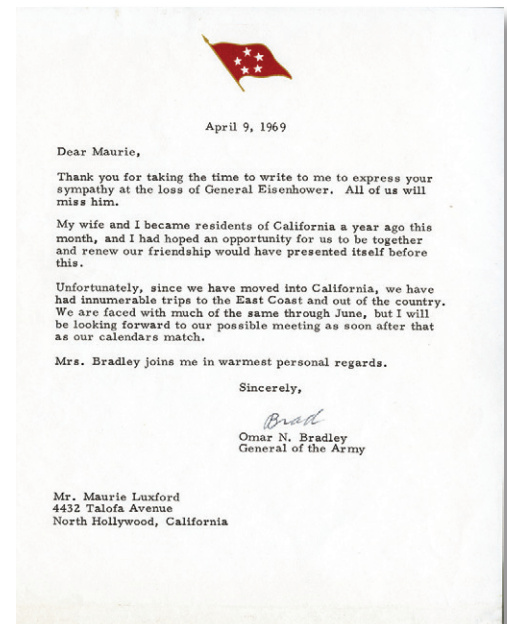 April 9, 1969
Dear Maurie,
Thank you for taking the time to write to me to express your
sympathy at the loss of General Eisenhower. All of us will
miss him.
My wife and I became residents of California a year ago this
month, and I had hoped an opportunity for us to be together
and renew our friendship would have presented itself before
this.
Unfortunately, since we have moved into California, we have
had innumerable trips to the East Coast and out of the country.
We are faced with much of the same through June, but I will
be looking forward to our possible meeting as soon after that
as our calendars match.
Mrs. Bradley joins me in warmest personal regards.
Sincerely,
Brad
Omar N. Bradley
General of the Army
Mr. Maurie Luxford
4432 Talofa Avenue
North Hollywood, California